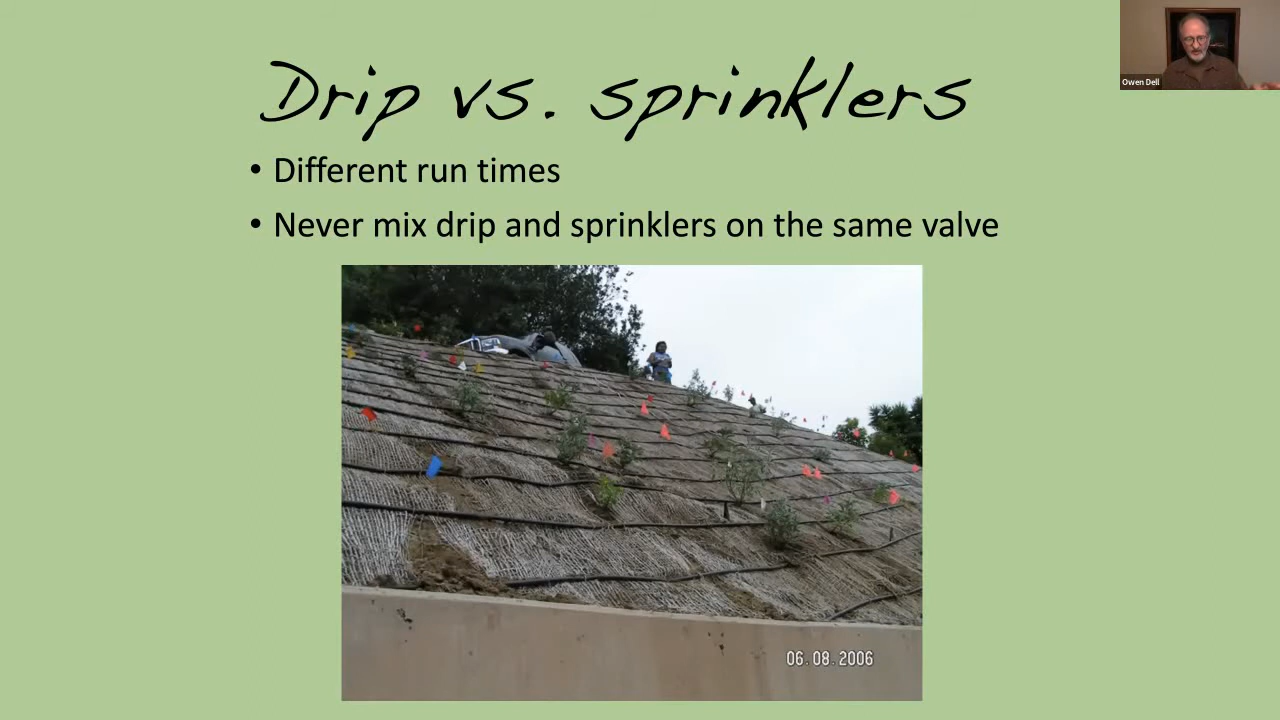 Drip vs. sprinklers
Owen Dell
• Different run times
• Never mix drip and sprinklers on the same valve
06.08.2006